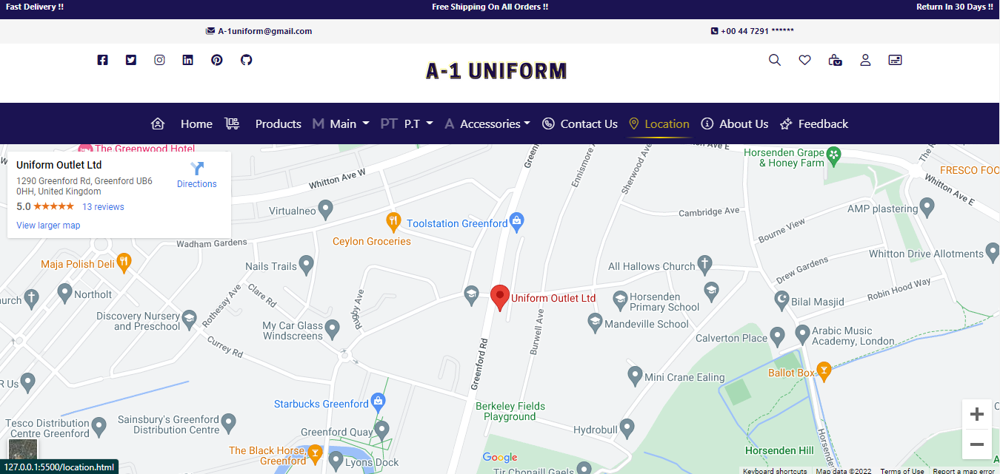 Fast Delivery !!
Free Shipping On All Orders !!
Return In 30 Days !!
A-1uniform@gmail.com
+00 44 7291 ******
A-1 UNIFORM
Home
Products
M Main
PT P.T
A Accessories
Contact Us
Location
About Us
Feedback
The Greenwood Hotel
Uniform Outlet Ltd
1290 Greenford Rd, Greenford UB6
0HH, United Kingdom
5.0
13 reviews
View larger map
Directions
Whitton Ave W
Ennismore A
Sherwood Ave
Horsenden Grape
& Honey Farm
FRESCO FOO
Whitton Ave E
Virtualneo
Toolstation Greenford
Ceylon Groceries
Cambridge Ave
Bourne View
AMP plastering
Wadham Gardens
Maja Polish Deli
Nails Trails
All Hallows Church
Drew Gardens
Whitton Drive Allotments
Robin Hood Way
Northolt
Rothesay Ave
Clare Rd
Rugby Ave
Uniform Outlet Ltd
Horsenden
Primary School
Bilal Masjid
Discovery Nursery
and Preschool
My Car Glass
Windscreens
Burwell Ave
Mandeville School
Calverton Place
Arabic Music
Academy, London
Currey Rd
Greenford Rd
Mini Crane Ealing
Ballot Box
R Us
Starbucks Greenford
Berkeley Fields
Playground
Tesco Distribution
Centre Greenford
Sainsbury's Greenford
Distribution Centre
Greenford Quay
Hydrobull
Horsenden
The Black Horse,
Greenford
Lyons Dock
Google
Tir Chonaill Gaels
Horsenden Hill
127.0.0.1:5500/location.html
Keyboard shortcuts
Map data ©2022
Terms of Use
Report a map error